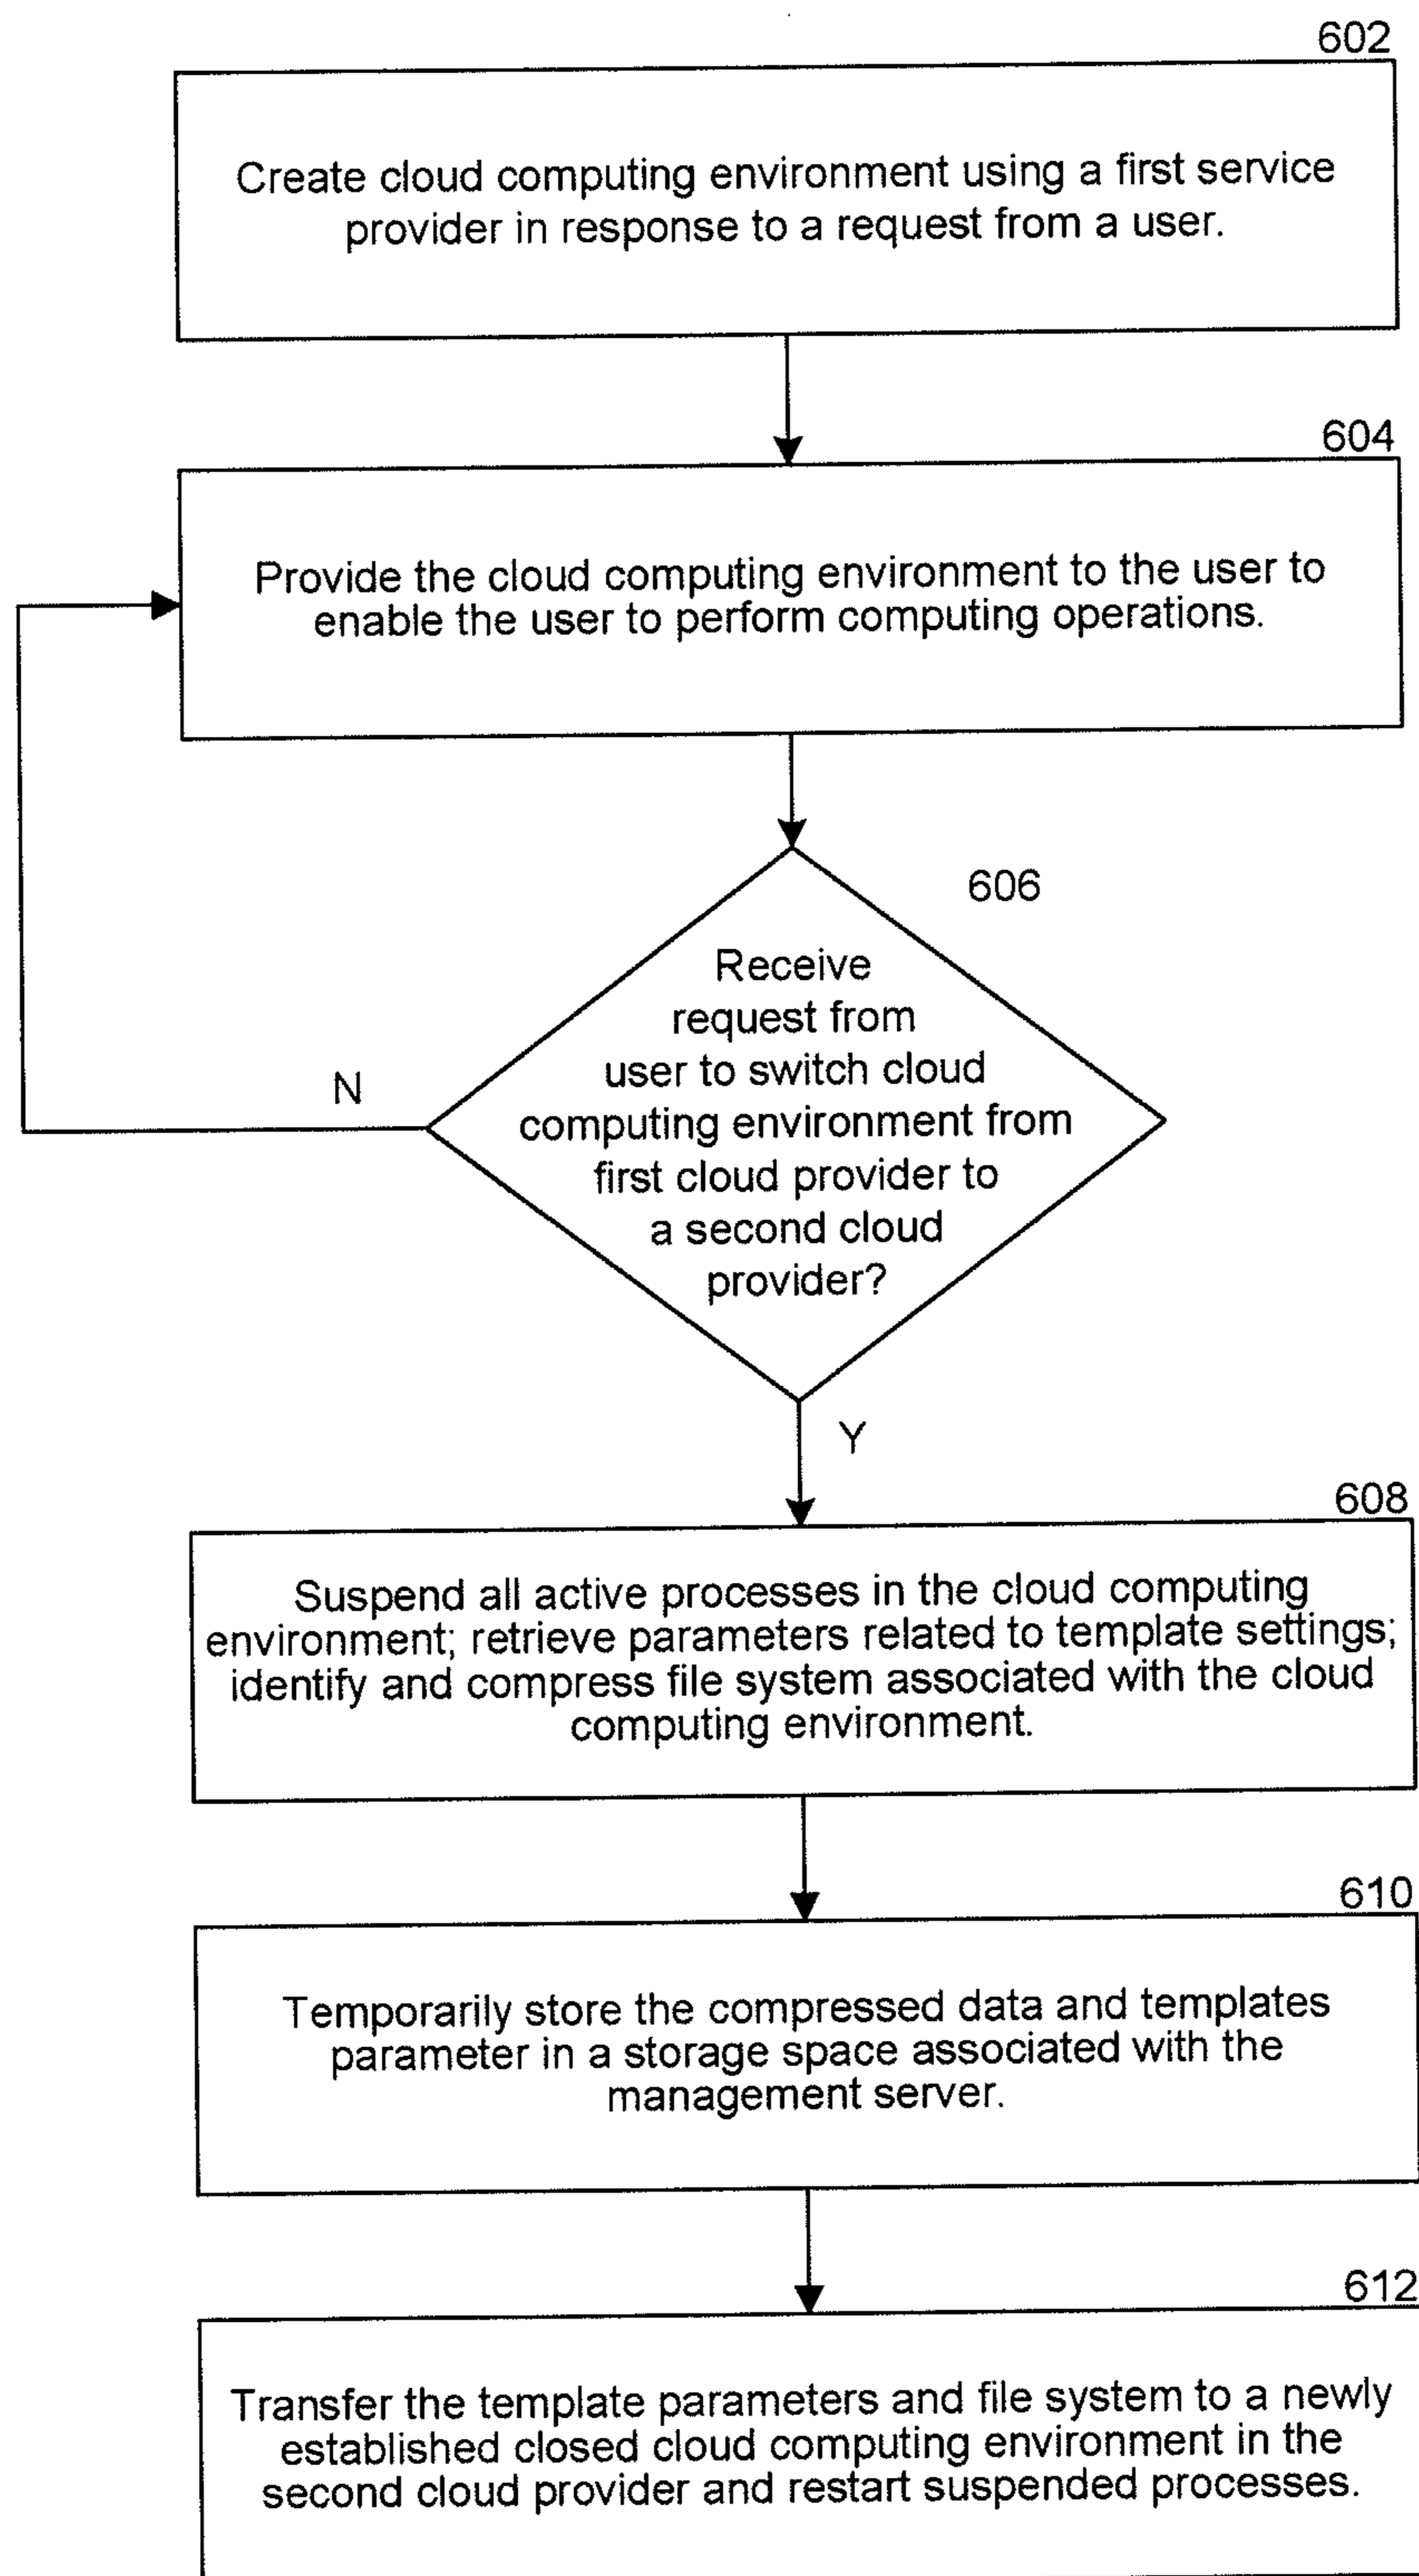 602
Create cloud computing environment using a first service
provider in response to a request from a user.
604
Provide the cloud computing environment to the user to
enable the user to perform computing operations.
606
Receive
request from
user to switch cloud
computing environment from
first cloud provider to
a second cloud
provider?
N
Y
608
Suspend all active processes in the cloud computing
environment; retrieve parameters related to template settings;
identify and compress file system associated with the cloud
computing environment.
610
Temporarily store the compressed data and templates
parameter in a storage space associated with the
management server.
612
Transfer the template parameters and file system to a newly
established closed cloud computing environment in the
second cloud provider and restart suspended processes.